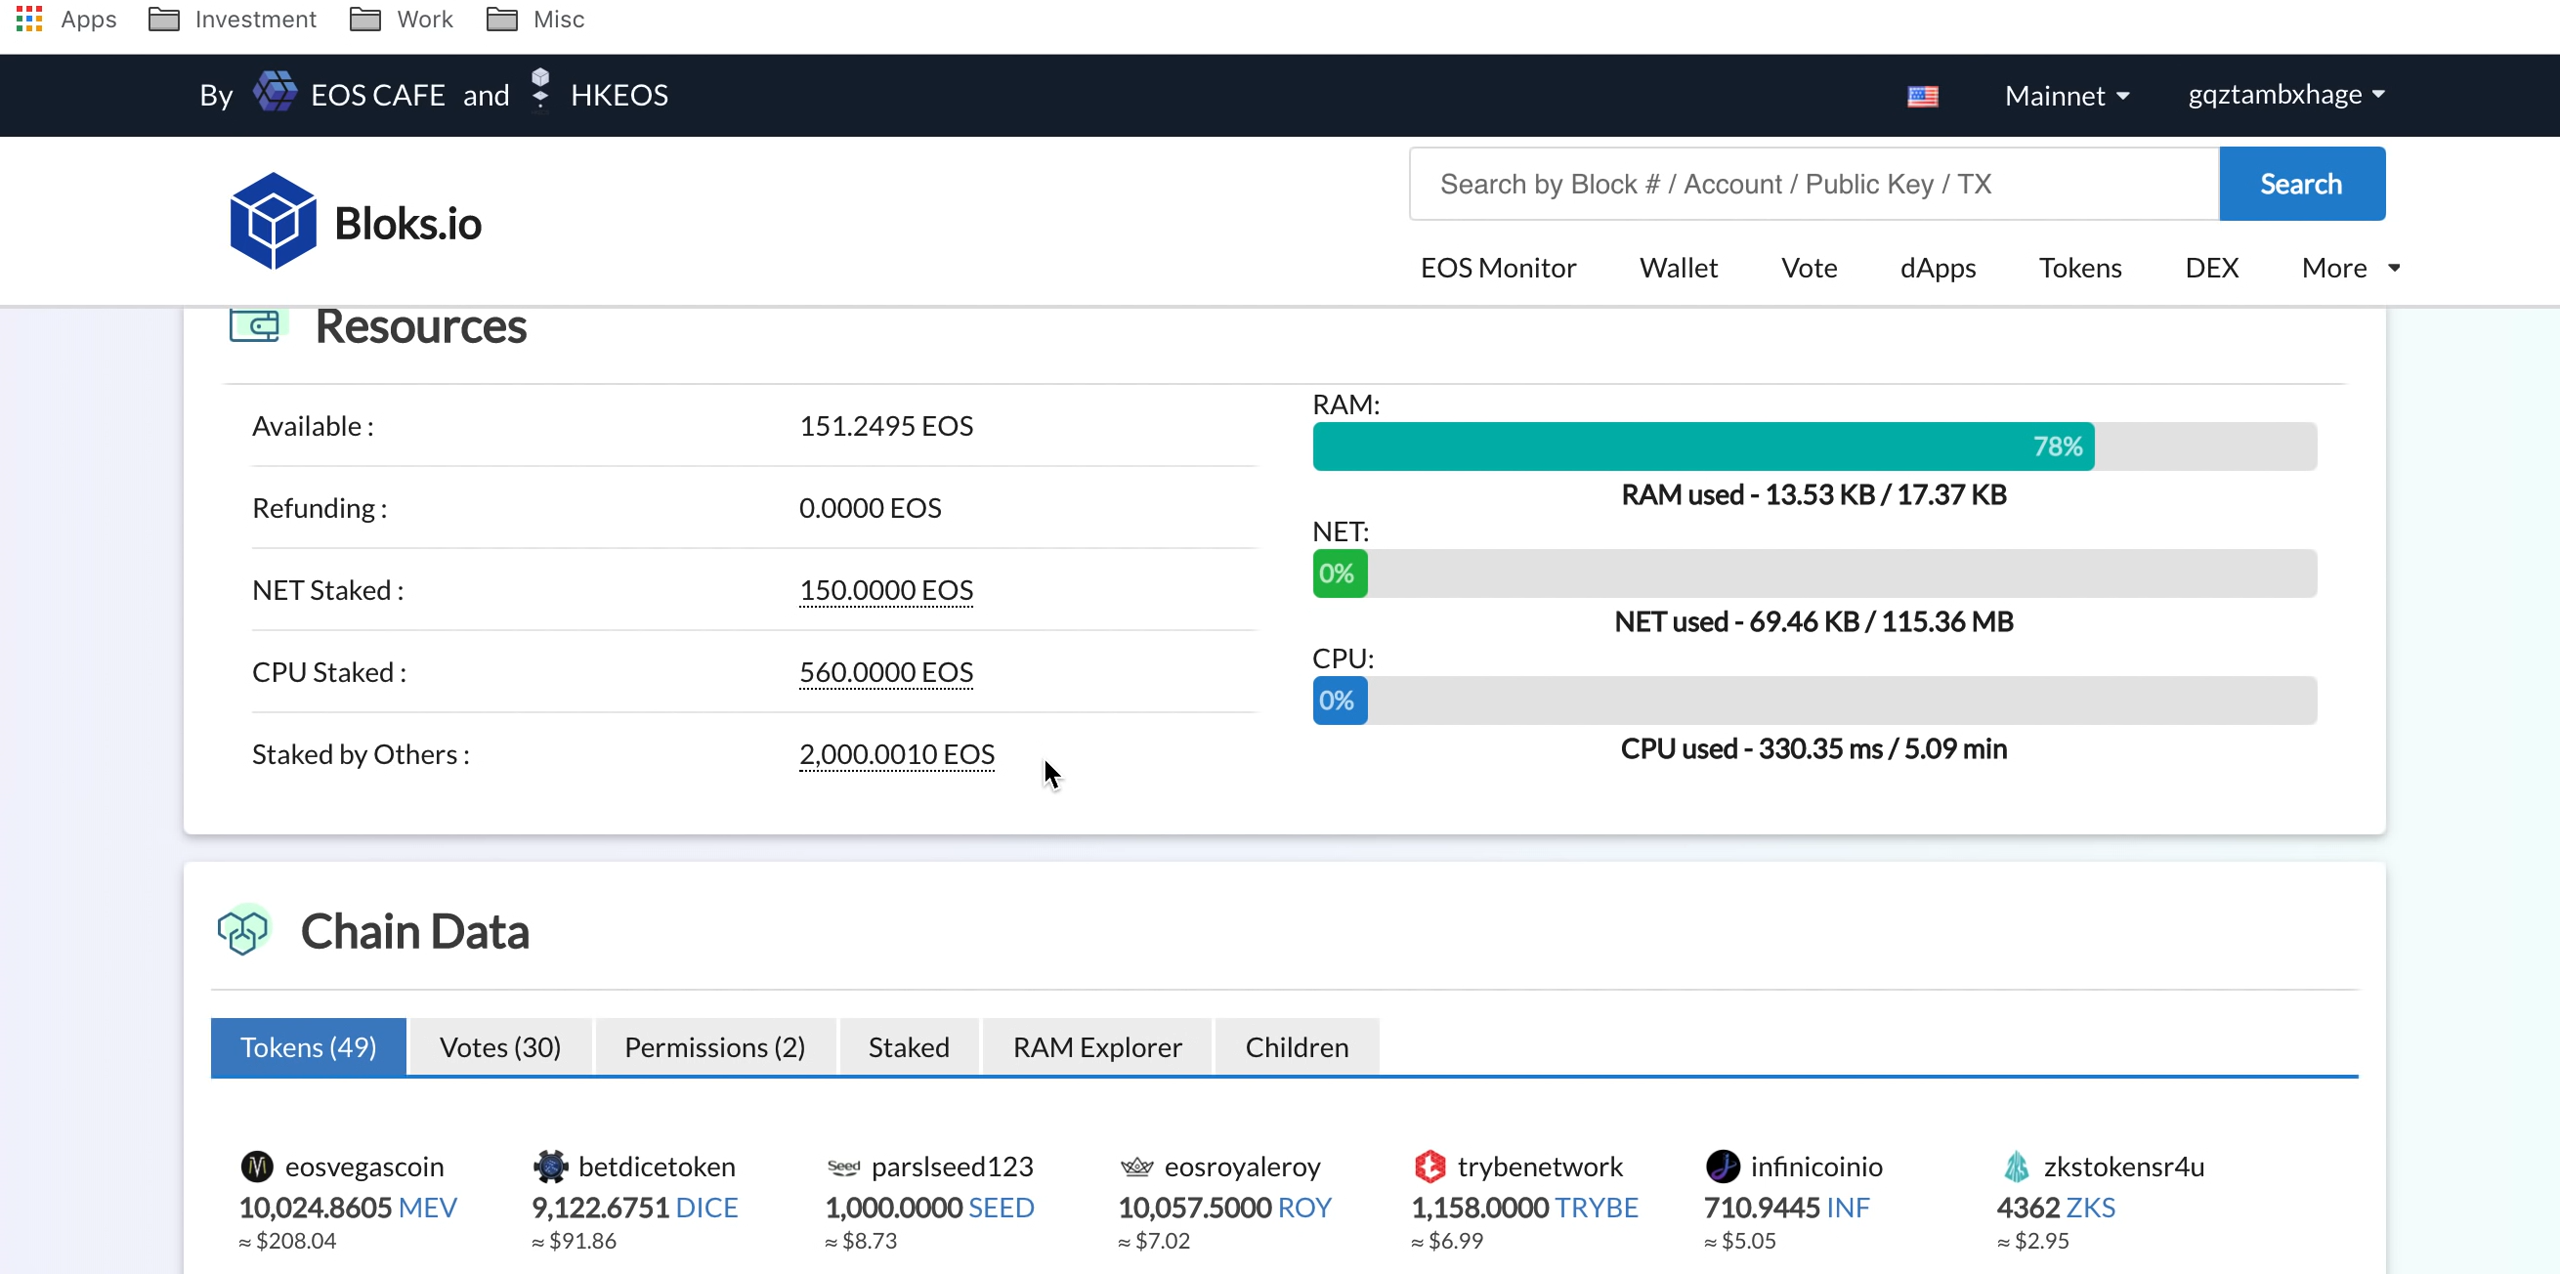 Apps Investment Work Misc
By EOS CAFE and HKEOS Mainnet gqztambxhage
Search by Block # / Account / Public Key / TX Search
Bloks.io
EOS Monitor Wallet Vote dApps Tokens DEX More
Resources
Available : 151.2495 EOS
Refunding : 0.0000 EOS
NET Staked : 150.0000 EOS
CPU Staked : 560.0000 EOS
Staked by Others : 2,000.0010 EOS
RAM:
78%
RAM used - 13.53 KB / 17.37 KB
NET:
0%
NET used - 69.46 KB / 115.36 MB
CPU:
0%
CPU used - 330.35 ms / 5.09 min
Chain Data
Tokens (49) Votes (30) Permissions (2) Staked RAM Explorer Children
eosvegascoin betdicetoken Seed parslseed123 eosroyaleroy trybenetwork infinicoinio zkstokensr4u
10,024.8605 MEV 9,122.6751 DICE 1,000.0000 SEED 10,057.5000 ROY 1,158.0000 TRYBE 710.9445 INF 4362 ZKS
≈ $208.04 ≈ $91.86 ≈ $8.73 ≈ $7.02 ≈ $6.99 ≈ $5.05 ≈ $2.95